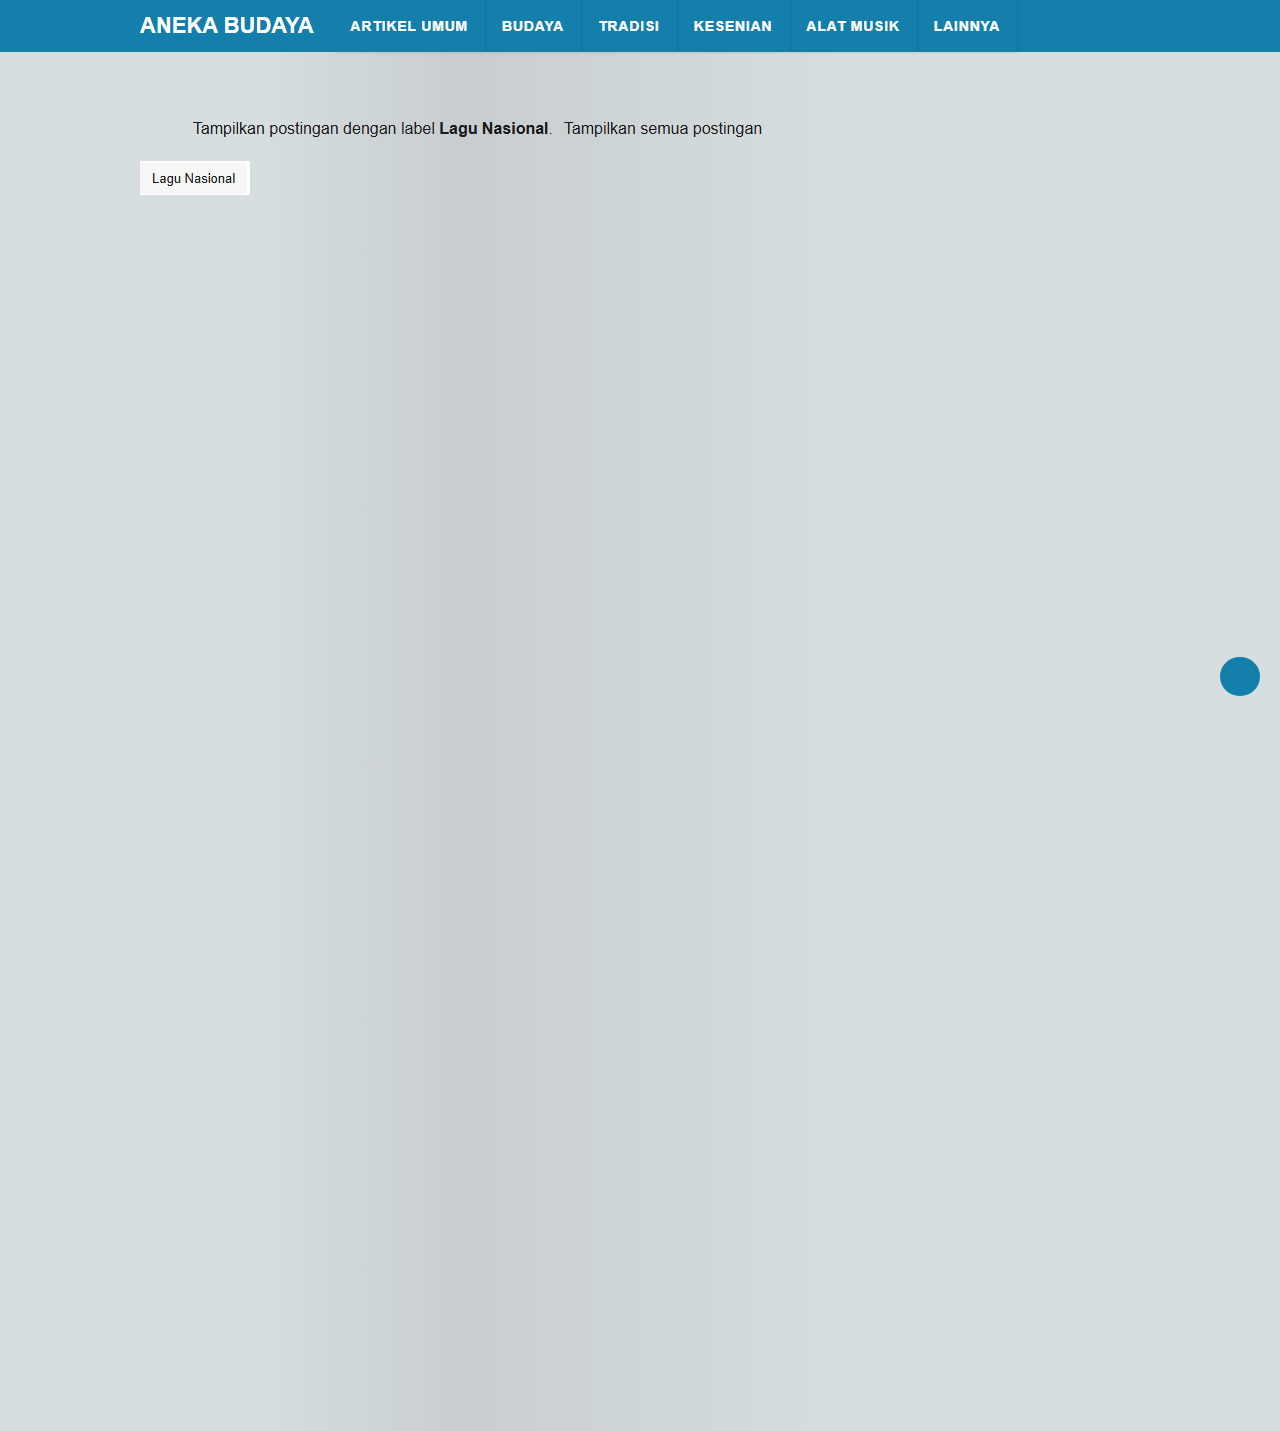 ANEKA BUDAYA ARTIKEL UMUM BUDAYA TRADISI KESENIAN ALAT MUSIK LAINNYA
Tampilkan postingan dengan label Lagu Nasional. Tampilkan semua postingan
Lagu Nasional